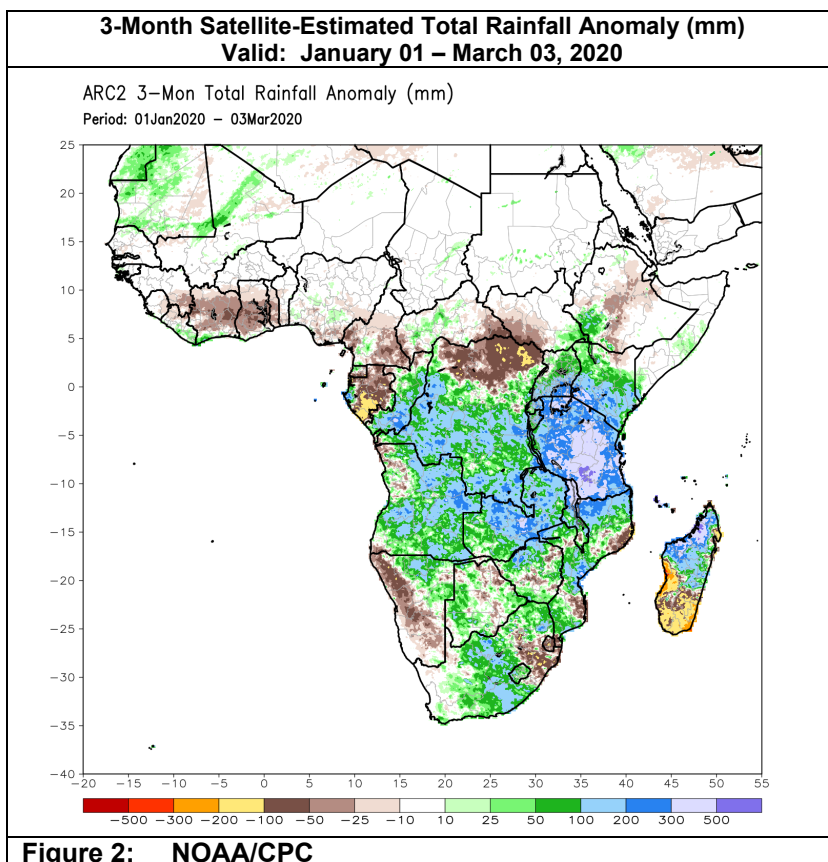 3-Month Satellite-Estimated Total Rainfall Anomaly (mm)
Valij: January 01 – March 03, 2020
ARC2 3-Mon Total Rainfall Anomaly (mm)
Period: 01Jan2020 – 03Mar2020
25
20
15
10
5
0
−5
−10
−15
−20
−25
−30
−35
−40
−20 −15 −10 −5 0 5 10 15 20 25 30 35 40 45 50 55
−500 −300 −200 −100 −50 −25 −10 10 25 50 100 200 300 500
Figure 2: NOAA/CPC